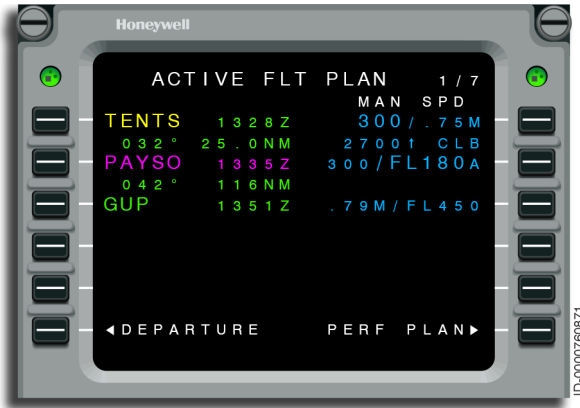 Honeywell
ACTIVE FLT PLAN 1/7
MAN SPD
TENTS 1328Z 300/.75M
032° 25.0NM 2700↑ CLB
PAYSO 1335Z 300/FL180A
042° 116NM
GUP 1351Z .79M/FL450
◀DEPARTURE PERF PLAN▶
ID-0000760871